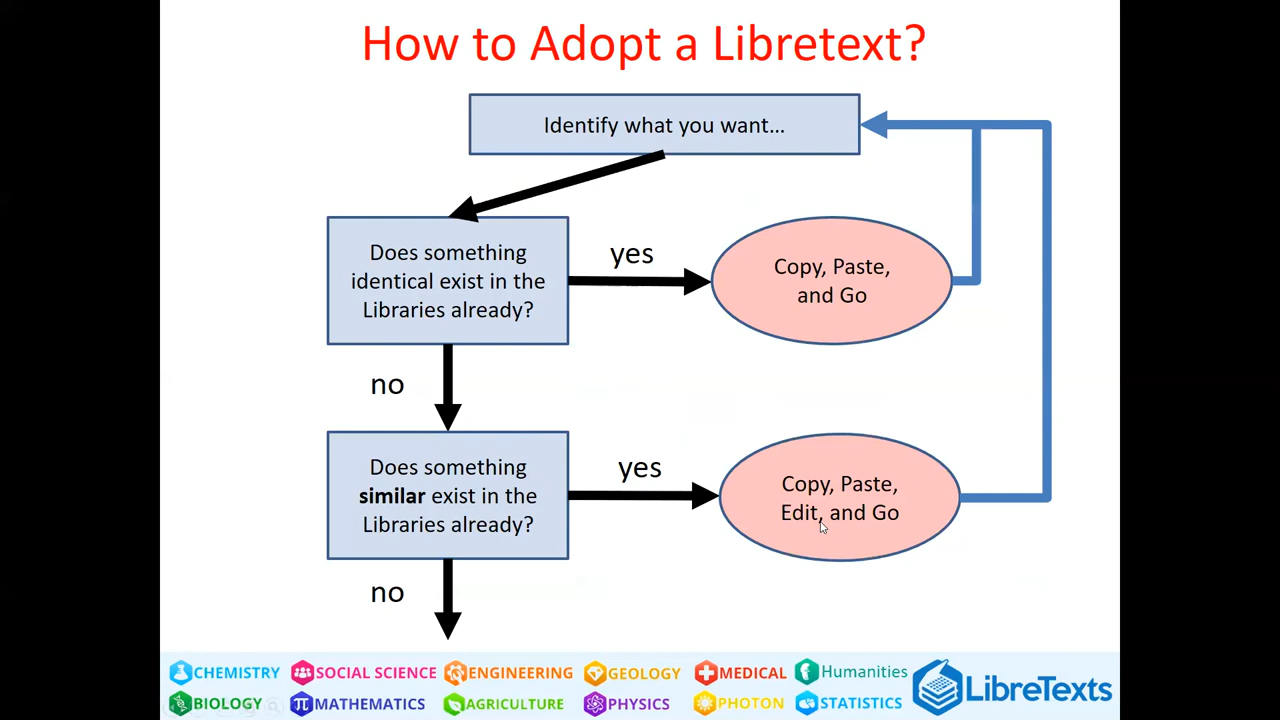 How to Adopt a Libretext?
Identify what you want...
Does something
identical exist in the
Libraries already?
yes
Copy, Paste,
and Go
no
Does something
similar exist in the
Libraries already?
yes
Copy, Paste,
Edit, and Go
no
CHEMISTRY SOCIAL SCIENCE ENGINEERING GEOLOGY MEDICAL Humanities
BIOLOGY MATHEMATICS AGRICULTURE PHYSICS PHOTON STATISTICS
LibreTexts